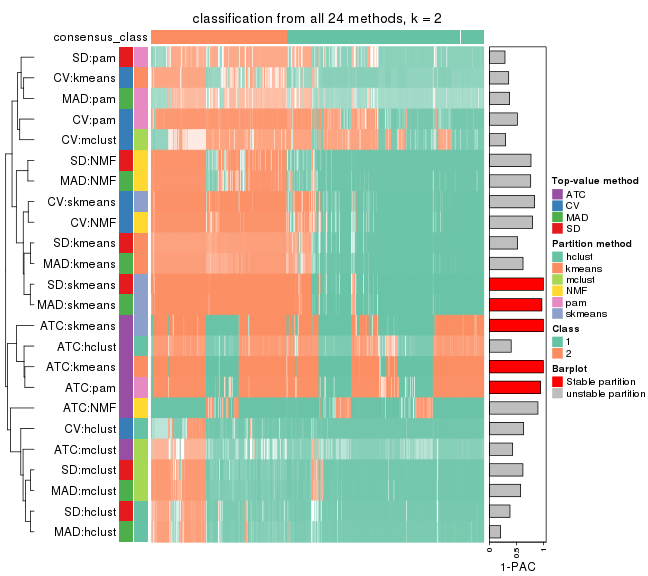 classification from all 24 methods, k = 2
consensus_class
SD:pam
CV:kmeans
MAD:pam
CV:pam
CV:mclust
SD:NMF
MAD:NMF
CV:skmeans
CV:NMF
SD:kmeans
MAD:kmeans
SD:skmeans
MAD:skmeans
ATC:skmeans
ATC:hclust
ATC:kmeans
ATC:pam
ATC:NMF
CV:hclust
ATC:mclust
SD:mclust
MAD:mclust
SD:hclust
MAD:hclust
0
0.5
1
1-PAC
Top-value method
ATC
CV
MAD
SD
Partition method
hclust
kmeans
mclust
NMF
pam
skmeans
Class
1
2
Barplot
Stable partition
unstable partition